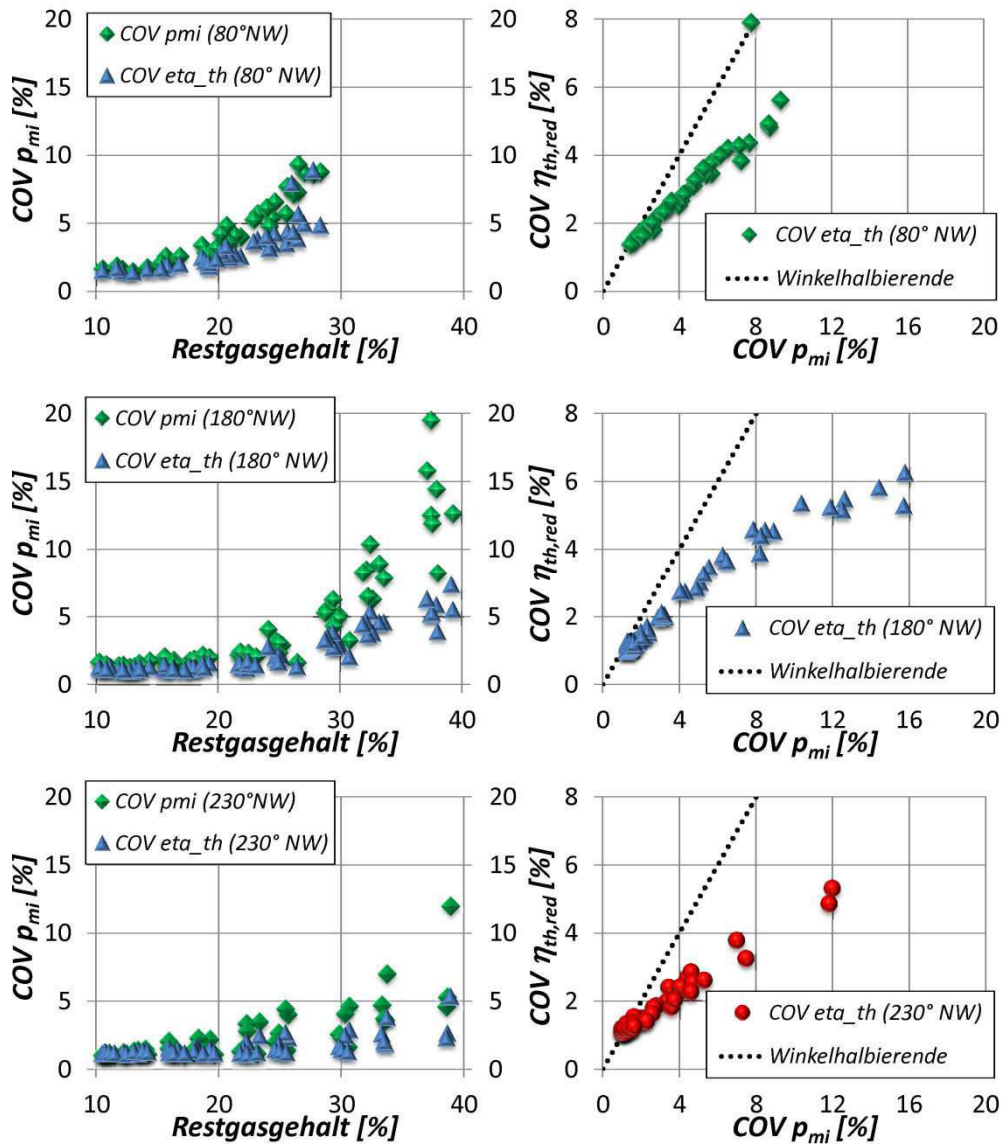 COV pmi (80°NW)
COV eta_th (80° NW)
COV p_mi [%]
20
15
10
5
0
20
15
10
5
0
10 20 30 40
Restgasgehalt [%]
COV η_th,red [%]
8
6
4
2
0
COV eta_th (80° NW)
Winkelhalbierende
0 4 8 12 16 20
COV p_mi [%]
COV pmi (180°NW)
COV eta_th (180° NW)
COV p_mi [%]
20
15
10
5
0
20
15
10
5
0
10 20 30 40
Restgasgehalt [%]
COV η_th,red [%]
8
6
4
2
0
COV eta_th (180° NW)
Winkelhalbierende
0 4 8 12 16 20
COV p_mi [%]
COV pmi (230°NW)
COV eta_th (230° NW)
COV p_mi [%]
20
15
10
5
0
20
15
10
5
0
10 20 30 40
Restgasgehalt [%]
COV η_th,red [%]
8
6
4
2
0
COV eta_th (230° NW)
Winkelhalbierende
0 4 8 12 16 20
COV p_mi [%]